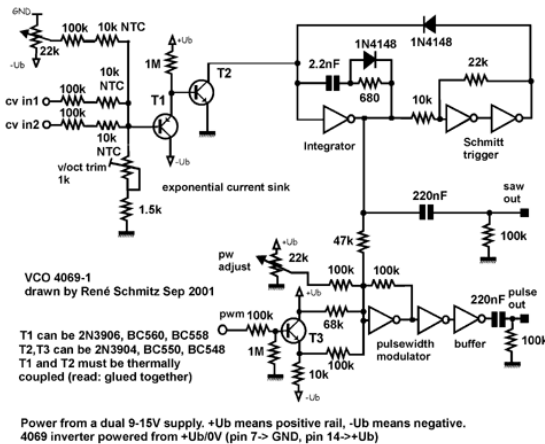 GND
22k
-Ub
100k
10k NTC
cv in1
100k
10k
NTC
cv in2
100k
10k
NTC
v/oct trim
1k
1.5k
+Ub
1M
T1
T2
-Ub
exponential current sink
1N4148
1N4148
2.2nF
680
22k
10k
Integrator
Schmitt
trigger
220nF
saw
out
100k
47k
VCO 4069-1
drawn by René Schmitz Sep 2001
T1 can be 2N3906, BC560, BC558
T2,T3 can be 2N3904, BC550, BC548
T1 and T2 must be thermally
coupled (read: glued together)
+Ub
pw
adjust
22k
100k
100k
+Ub
pwm
100k
T3
68k
1M
10k
100k
pulsewidth
modulator
buffer
220nF
pulse
out
100k
Power from a dual 9-15V supply. +Ub means positive rail, -Ub means negative.
4069 inverter powered from +Ub/0V (pin 7-> GND, pin 14->+Ub)